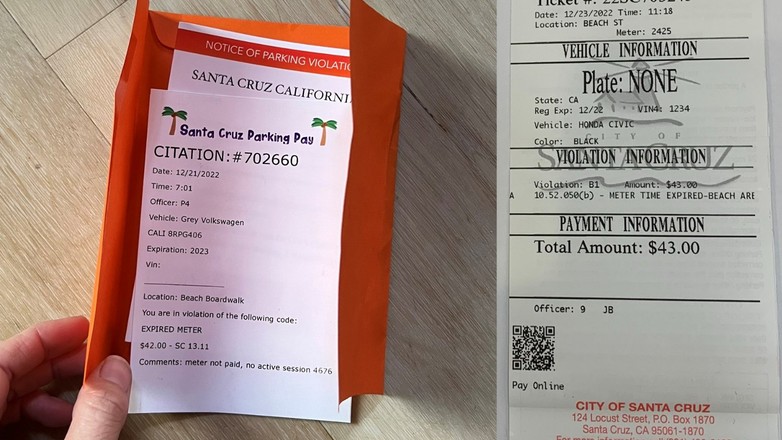 NOTICE OF PARKING VIOLATIO
SANTA CRUZ CALIFORNI
Santa Cruz Parking Pay
CITATION:#702660
Date: 12/21/2022
Time: 7:01
Officer: P4
Vehicle: Grey Volkswagen
CALI 8RPG406
Expiration: 2023
Vin:
Location: Beach Boardwalk
You are in violation of the following code:
EXPIRED METER
$42.00 - SC 13.11
Comments: meter not paid, no active session 4676
Date: 12/23/2022 Time: 11:18
Location: BEACH ST
Meter: 2425
VEHICLE INFORMATION
Plate: NONE
State: CA
Reg Exp: 12/22 VIN4: 1234
Vehicle: HONDA CIVIC
Color: BLACK
CITY OF
SANTA CRUZ
VIOLATION INFORMATION
Violation: B1 Amount: $43.00
A 10.52.050(b) - METER TIME EXPIRED-BEACH ARE
PAYMENT INFORMATION
Total Amount: $43.00
Officer: 9 JB
Pay Online
CITY OF SANTA CRUZ
124 Locust Street, P.O. Box 1870
Santa Cruz, CA 95061-1870